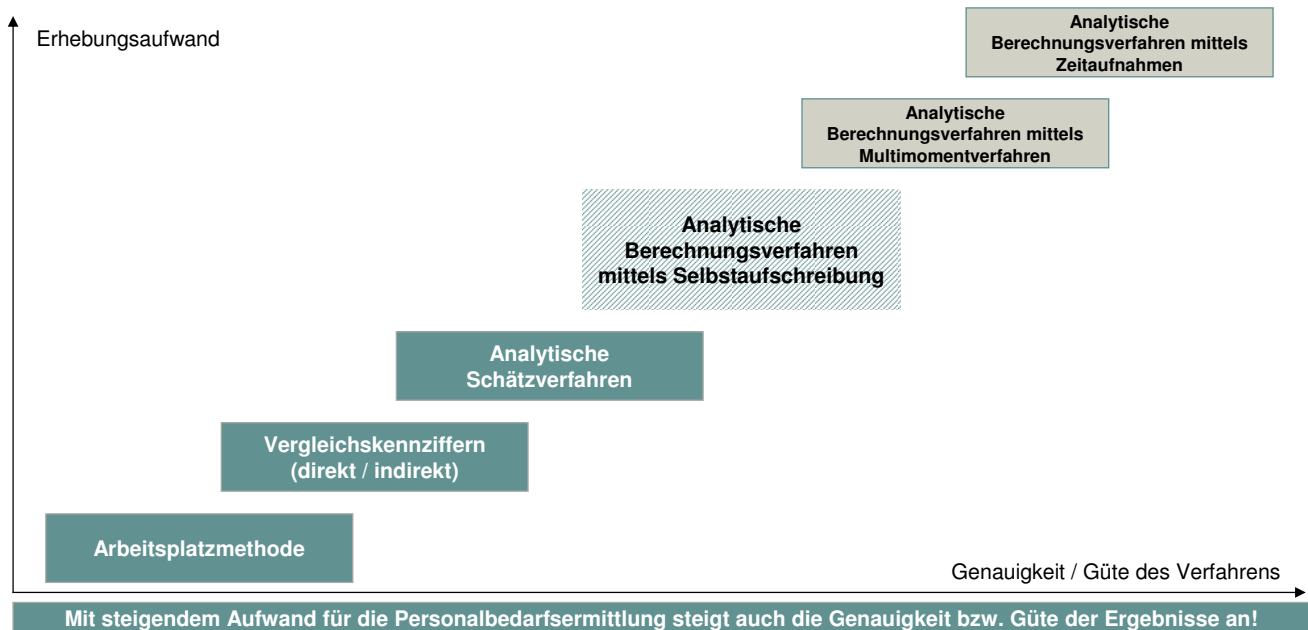 Erhebungsaufwand
Analytische
Berechnungsverfahren mittels
Zeitaufnahmen
Analytische
Berechnungsverfahren mittels
Multimomentverfahren
Analytische
Berechnungsverfahren
mittels Selbstaufschreibung
Analytische
Schätzverfahren
Vergleichskennziffern
(direkt / indirekt)
Arbeitsplatzmethode
Genauigkeit / Güte des Verfahrens
Mit steigendem Aufwand für die Personalbedarfsermittlung steigt auch die Genauigkeit bzw. Güte der Ergebnisse an!